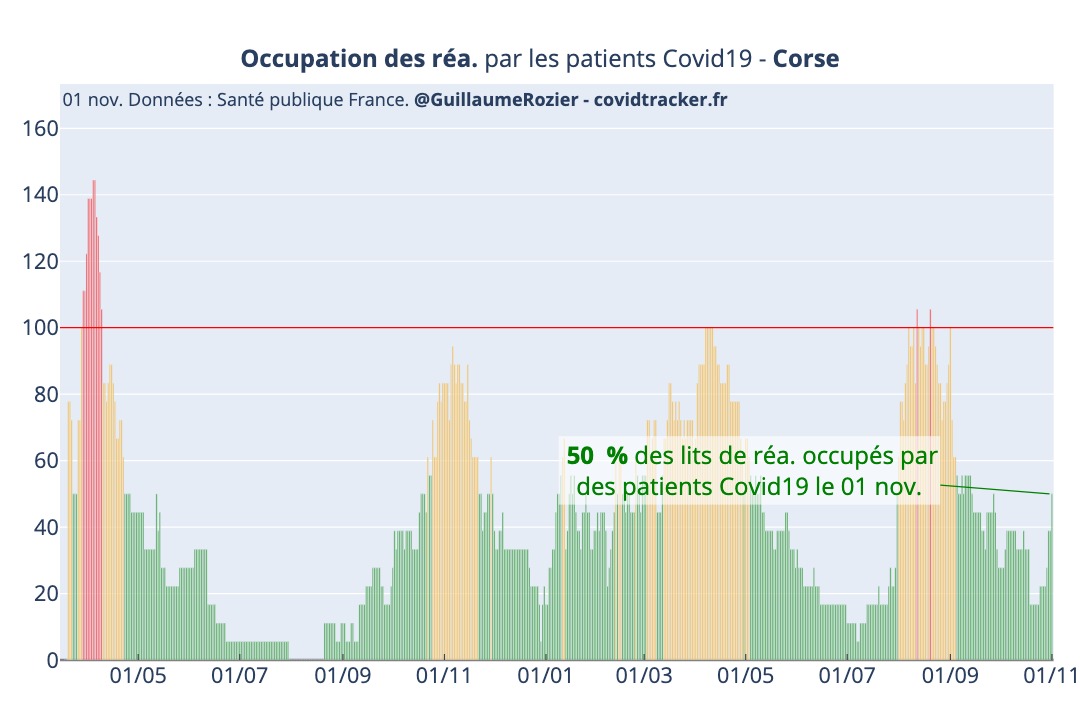 Occupation des réa. par les patients Covid19 - Corse
01 nov. Données : Santé publique France. @GuillaumeRozier - covidtracker.fr
160
140
120
100
80
60
40
20
0
50 % des lits de réa. occupés par
des patients Covid19 le 01 nov.
01/05 01/07 01/09 01/11 01/01 01/03 01/05 01/07 01/09 01/11